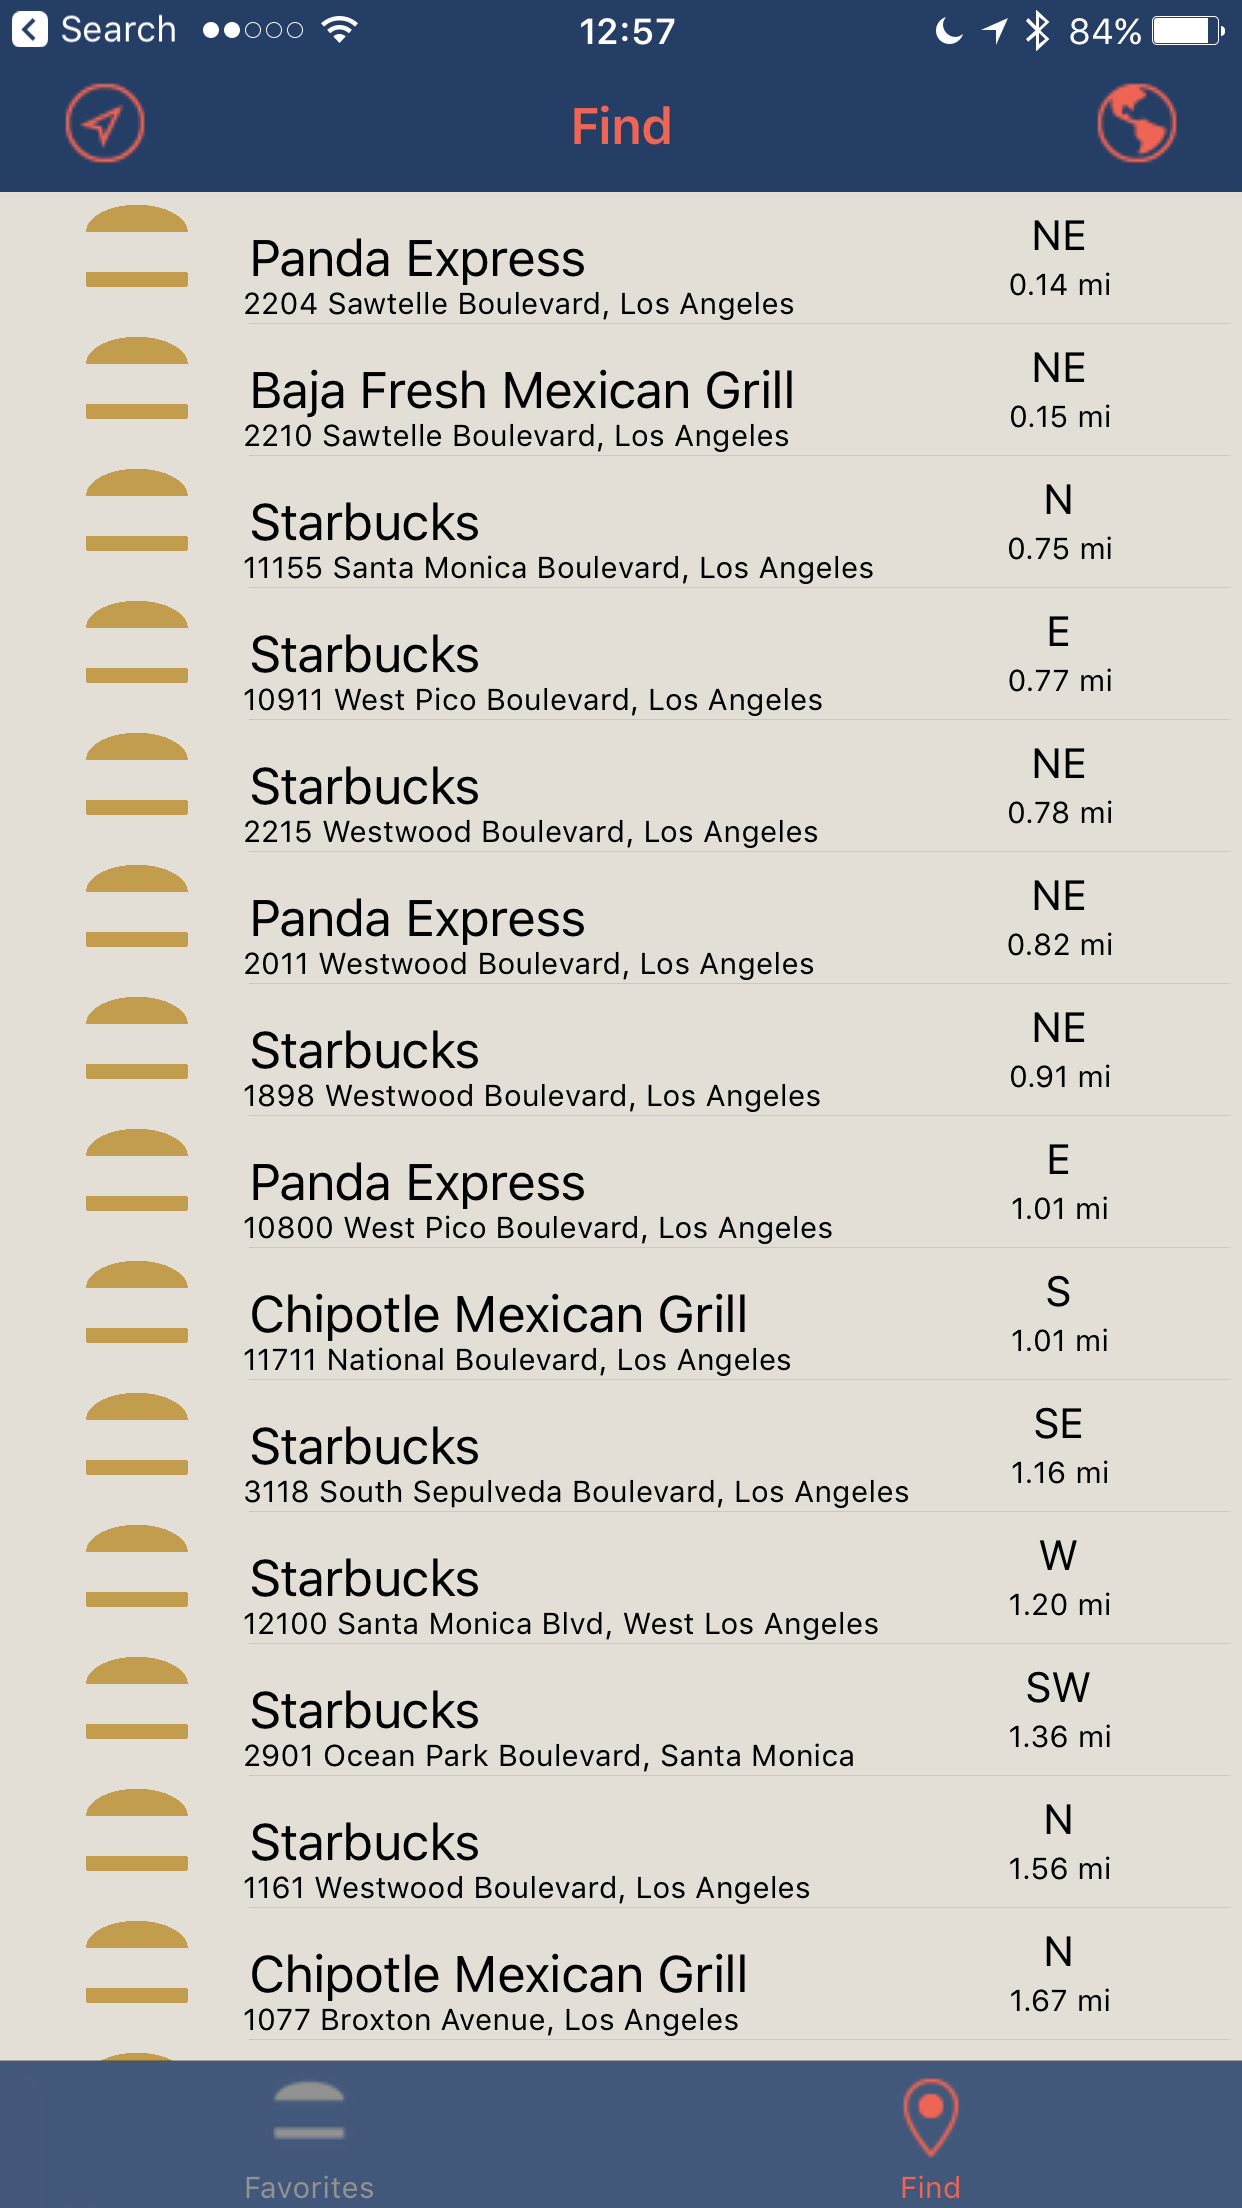 Search
12:57
84%
Find
Panda Express
NE
2204 Sawtelle Boulevard, Los Angeles
0.14 mi
Baja Fresh Mexican Grill
NE
2210 Sawtelle Boulevard, Los Angeles
0.15 mi
Starbucks
N
11155 Santa Monica Boulevard, Los Angeles
0.75 mi
Starbucks
E
10911 West Pico Boulevard, Los Angeles
0.77 mi
Starbucks
NE
2215 Westwood Boulevard, Los Angeles
0.78 mi
Panda Express
NE
2011 Westwood Boulevard, Los Angeles
0.82 mi
Starbucks
NE
1898 Westwood Boulevard, Los Angeles
0.91 mi
Panda Express
E
10800 West Pico Boulevard, Los Angeles
1.01 mi
Chipotle Mexican Grill
S
11711 National Boulevard, Los Angeles
1.01 mi
Starbucks
SE
3118 South Sepulveda Boulevard, Los Angeles
1.16 mi
Starbucks
W
12100 Santa Monica Blvd, West Los Angeles
1.20 mi
Starbucks
SW
2901 Ocean Park Boulevard, Santa Monica
1.36 mi
Starbucks
N
1161 Westwood Boulevard, Los Angeles
1.56 mi
Chipotle Mexican Grill
N
1077 Broxton Avenue, Los Angeles
1.67 mi
Favorites
Find